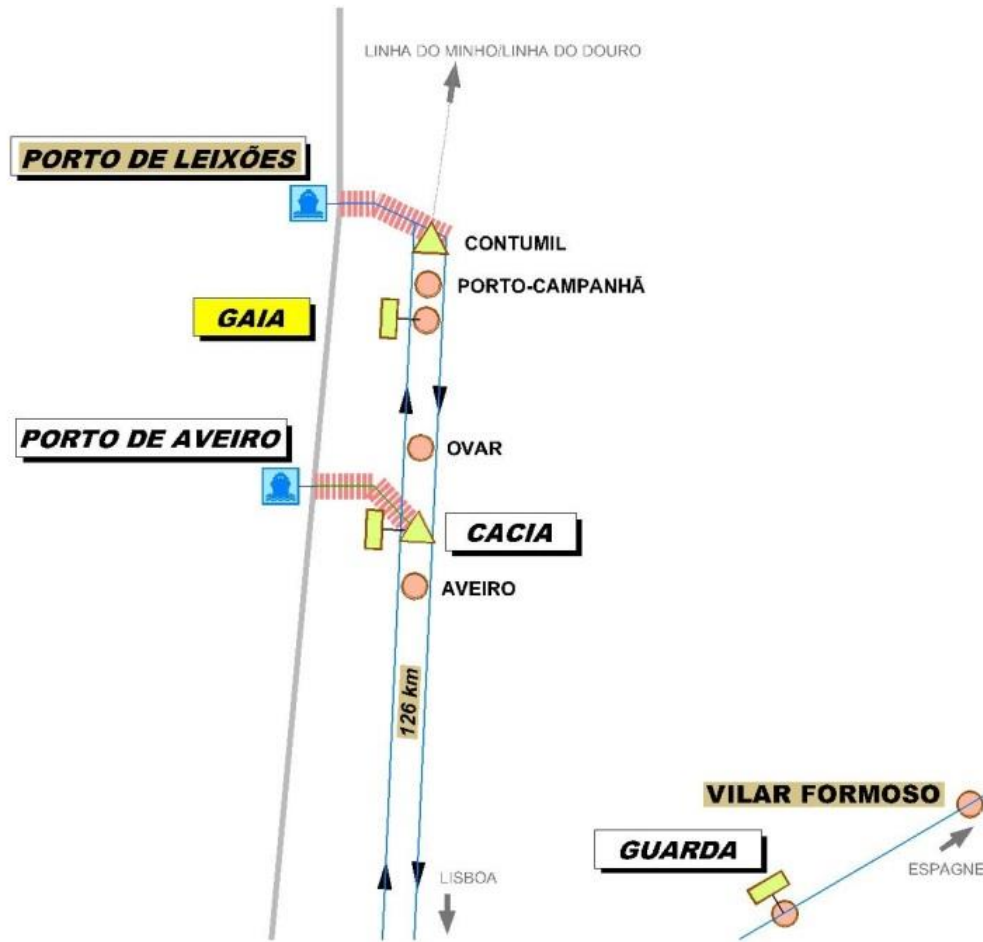 LINHA DO MINHO/LINHA DO DOURO
PORTO DE LEIXÕES
CONTUMIL
PORTO-CAMPANHÃ
GAIA
PORTO DE AVEIRO
OVAR
CACIA
AVEIRO
126 km
VILAR FORMOSO
GUARDA
ESPAGNE
LISBOA